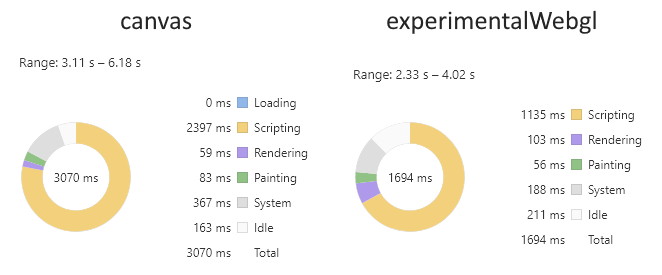 canvas
Range: 3.11 s – 6.18 s
0 ms Loading
2397 ms Scripting
59 ms Rendering
83 ms Painting
367 ms System
163 ms Idle
3070 ms Total
3070 ms
experimentalWebgl
Range: 2.33 s – 4.02 s
1135 ms Scripting
103 ms Rendering
56 ms Painting
188 ms System
211 ms Idle
1694 ms Total
1694 ms